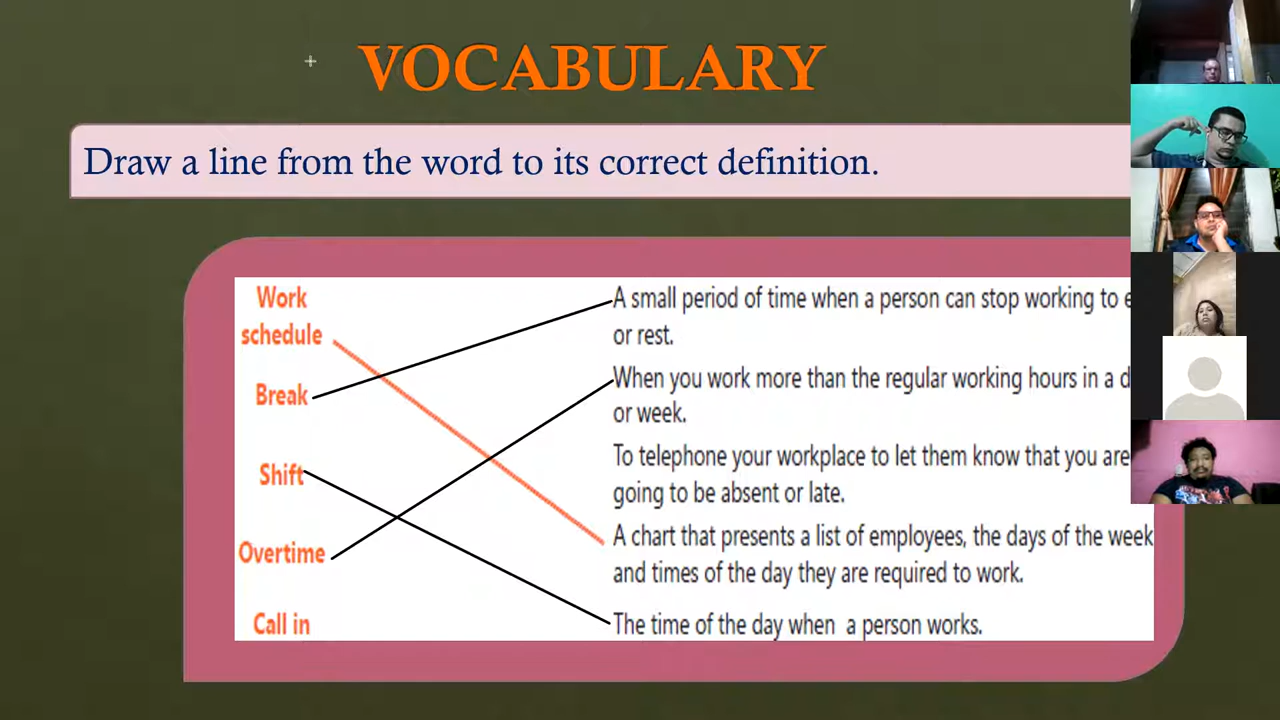 VOCABULARY
Draw a line from the word to its correct definition.
Work
schedule
Break
Shift
Overtime
Call in
A small period of time when a person can stop working to
or rest.
When you work more than the regular working hours in a
or week.
To telephone your workplace to let them know that you are
going to be absent or late.
A chart that presents a list of employees, the days of the week
and times of the day they are required to work.
The time of the day when a person works.